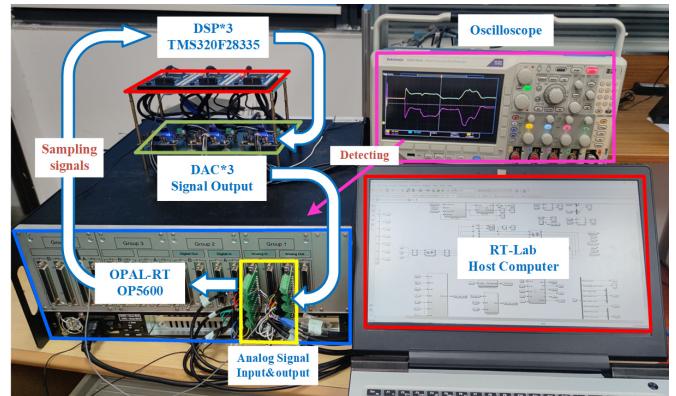 DSP*3
TMS320F28335
Oscilloscope
Sampling
signals
DAC*3
Signal Output
Detecting
Group 3
Group 2
Group 1
OPAL-RT
OP5600
RT-Lab
Host Computer
Analog Signal
Input&output